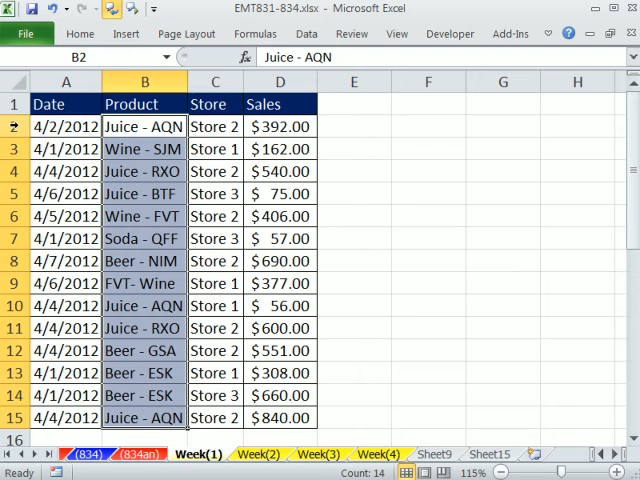 EMT831-834.xlsx - Microsoft Excel
File Home Insert Page Layout Formulas Data Review View Developer Add-Ins
B2 fx Juice - AQN
A B C D E F G H
1 Date Product Store Sales
4/2/2012 Juice - AQN Store 2 $392.00
3 4/1/2012 Wine - SJM Store 1 $162.00
4 4/4/2012 Juice - RXO Store 2 $540.00
5 4/6/2012 Juice - BTF Store 3 $ 75.00
6 4/5/2012 Wine - FVT Store 2 $406.00
7 4/1/2012 Soda - QFF Store 3 $ 57.00
8 4/7/2012 Beer - NIM Store 2 $690.00
9 4/6/2012 FVT- Wine Store 1 $377.00
10 4/4/2012 Juice - AQN Store 1 $ 56.00
11 4/4/2012 Juice - RXO Store 2 $600.00
12 4/4/2012 Beer - GSA Store 2 $551.00
13 4/1/2012 Beer - ESK Store 1 $308.00
14 4/1/2012 Beer - ESK Store 3 $660.00
15 4/4/2012 Juice - AQN Store 2 $840.00
16
(834) (834an) Week(1) Week(2) Week(3) Week(4) Sheet9 Sheet15
Ready Count: 14 115%